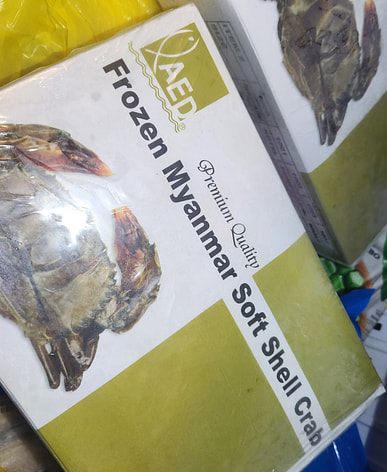 AED
Premium Quality
Frozen Myanmar Soft Shell Crab